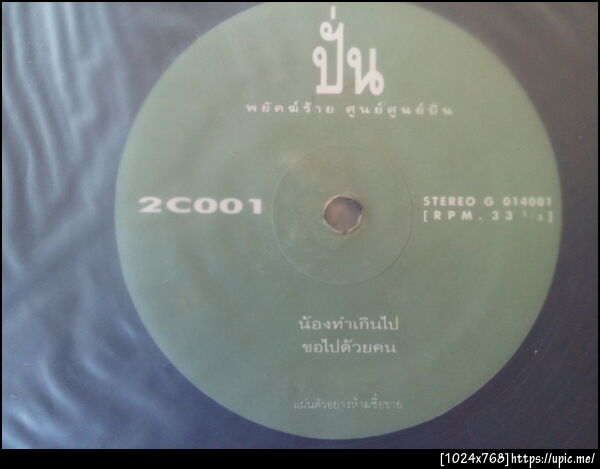 ปั่น
พยัคฆ์ร้าย ศูนย์ศูนย์ปั่น
2C001
STEREO G 014001
[RPM. 33 1/3]
น้องทำเกินไป
ขอไปด้วยคน
แผ่นตัวอย่างห้ามซื้อขาย
[1024x768]https://upic.me/